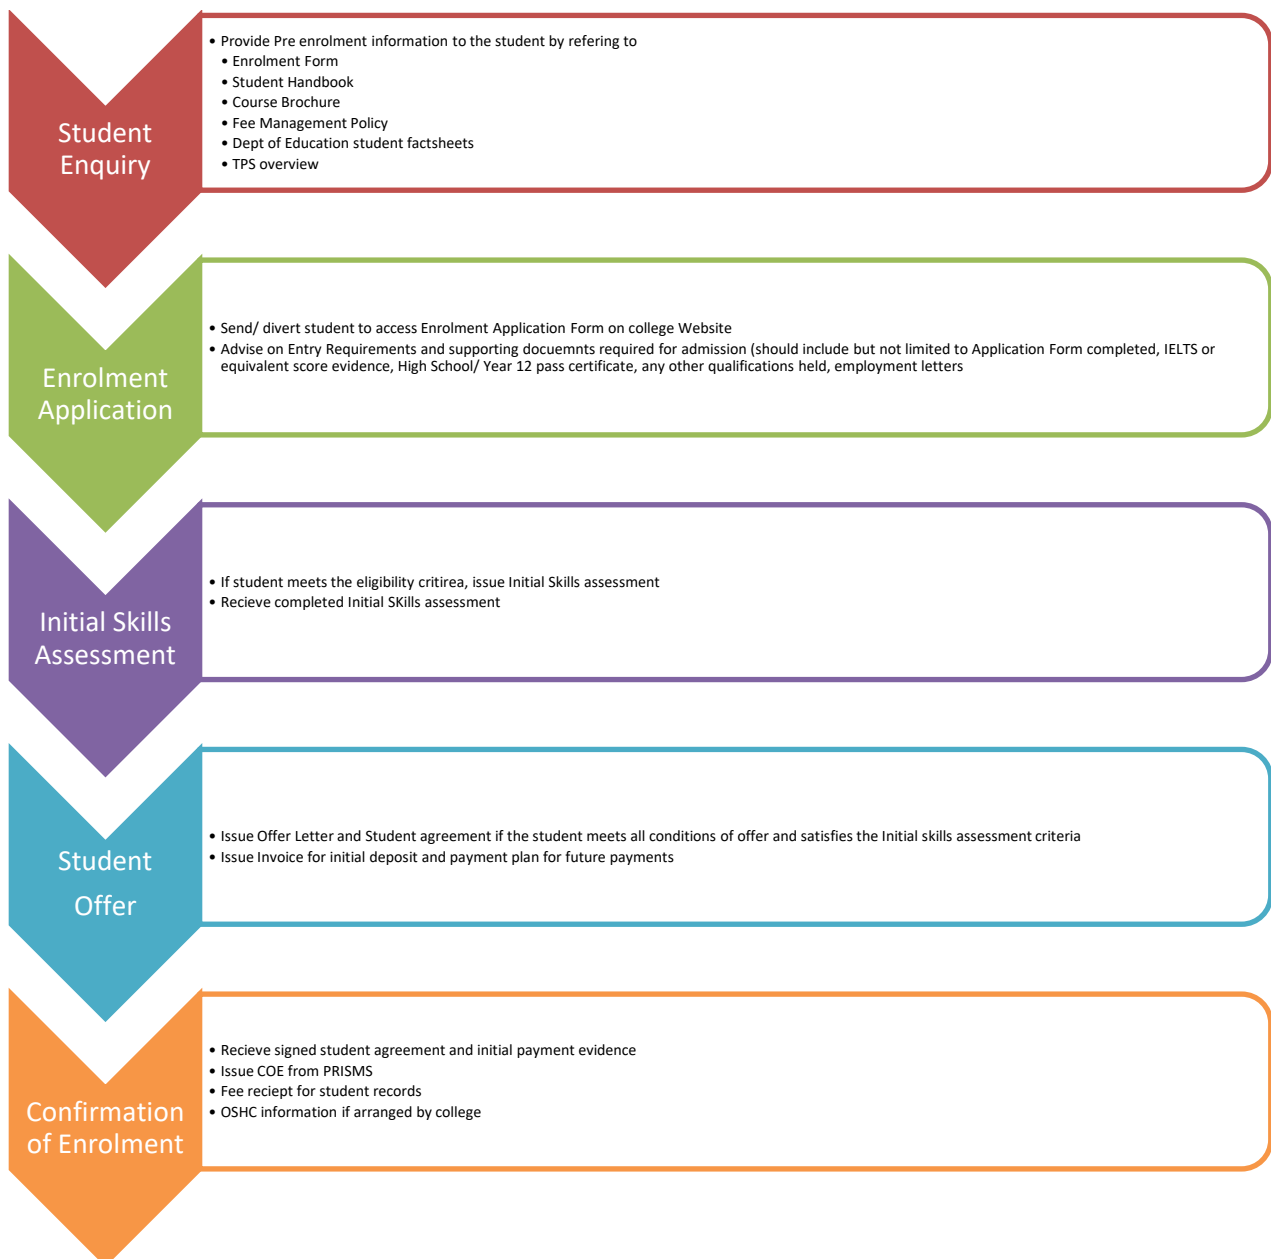 Student
Enquiry
• Provide Pre enrolment information to the student by refering to
• Enrolment Form
• Student Handbook
• Course Brochure
• Fee Management Policy
• Dept of Education student factsheets
• TPS overview
Enrolment
Application
• Send/ divert student to access Enrolment Application Form on college Website
• Advise on Entry Requirements and supporting docuemnts required for admission (should include but not limited to Application Form completed, IELTS or
equivalent score evidence, High School/ Year 12 pass certificate, any other qualifications held, employment letters
Initial Skills
Assessment
• If student meets the eligibility critirea, issue Initial Skills assessment
• Recieve completed Initial SKills assessment
Student
Offer
• Issue Offer Letter and Student agreement if the student meets all conditions of offer and satisfies the Initial skills assessment criteria
• Issue Invoice for initial deposit and payment plan for future payments
Confirmation
of Enrolment
• Recieve signed student agreement and initial payment evidence
• Issue COE from PRISMS
• Fee reciept for student records
• OSHC information if arranged by college